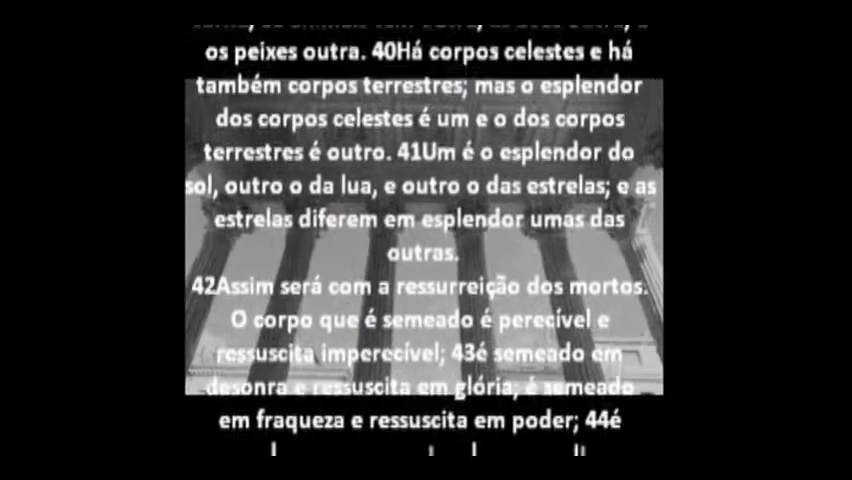 os peixes outra. 40Há corpos celestes e há
também corpos terrestres; mas o esplendor
dos corpos celestes é um e o dos corpos
terrestres é outro. 41Um é o esplendor do
sol, outro o da lua, e outro o das estrelas; e as
estrelas diferem em esplendor umas das
outras.
42Assim será com a ressurreição dos mortos.
O corpo que é semeado é perecível e
ressuscita imperecível; 43é semeado em
desonra e ressuscita em glória; é semeado
em fraqueza e ressuscita em poder; 44é